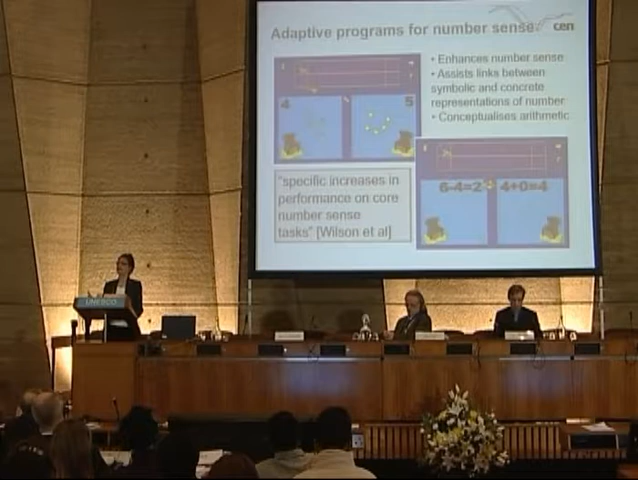 Adaptive programs for number sense
cen
• Enhances number sense
• Assists links between
symbolic and concrete
representations of number
• Conceptualises arithmetic
4
5
6-4=2
4+0=4
"specific increases in
performance on core
number sense
tasks" [Wilson et al]
UNESCO